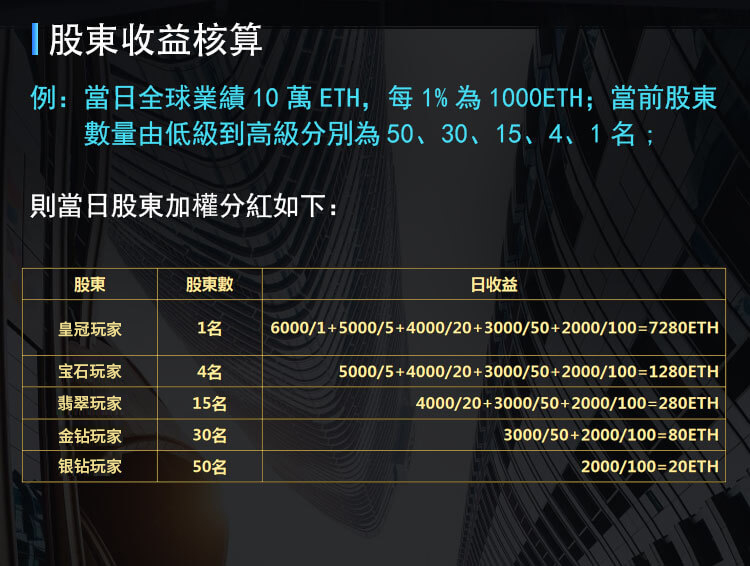 股東收益核算
例：當日全球業績 10 萬 ETH，每 1% 為 1000ETH；當前股東
數量由低級到高級分別為 50、30、15、4、1 名；
則當日股東加權分紅如下：
股東 股東數 日收益
皇冠玩家 1名 6000/1+5000/5+4000/20+3000/50+2000/100=7280ETH
宝石玩家 4名 5000/5+4000/20+3000/50+2000/100=1280ETH
翡翠玩家 15名 4000/20+3000/50+2000/100=280ETH
金钻玩家 30名 3000/50+2000/100=80ETH
银钻玩家 50名 2000/100=20ETH